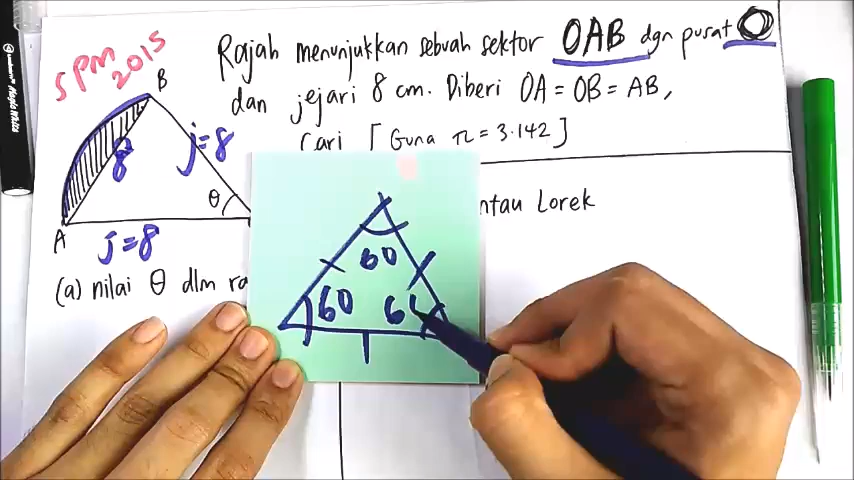 SPM 2015
Rajah menunjukkan sebuah sektor OAB dgn pusat O
dan jejari 8 cm. Diberi OA = OB = AB,
cari [Guna π = 3.142]
B
8
j=8
θ
A
j=8
ntau Lorek
(a) nilai θ dlm ra
60
60